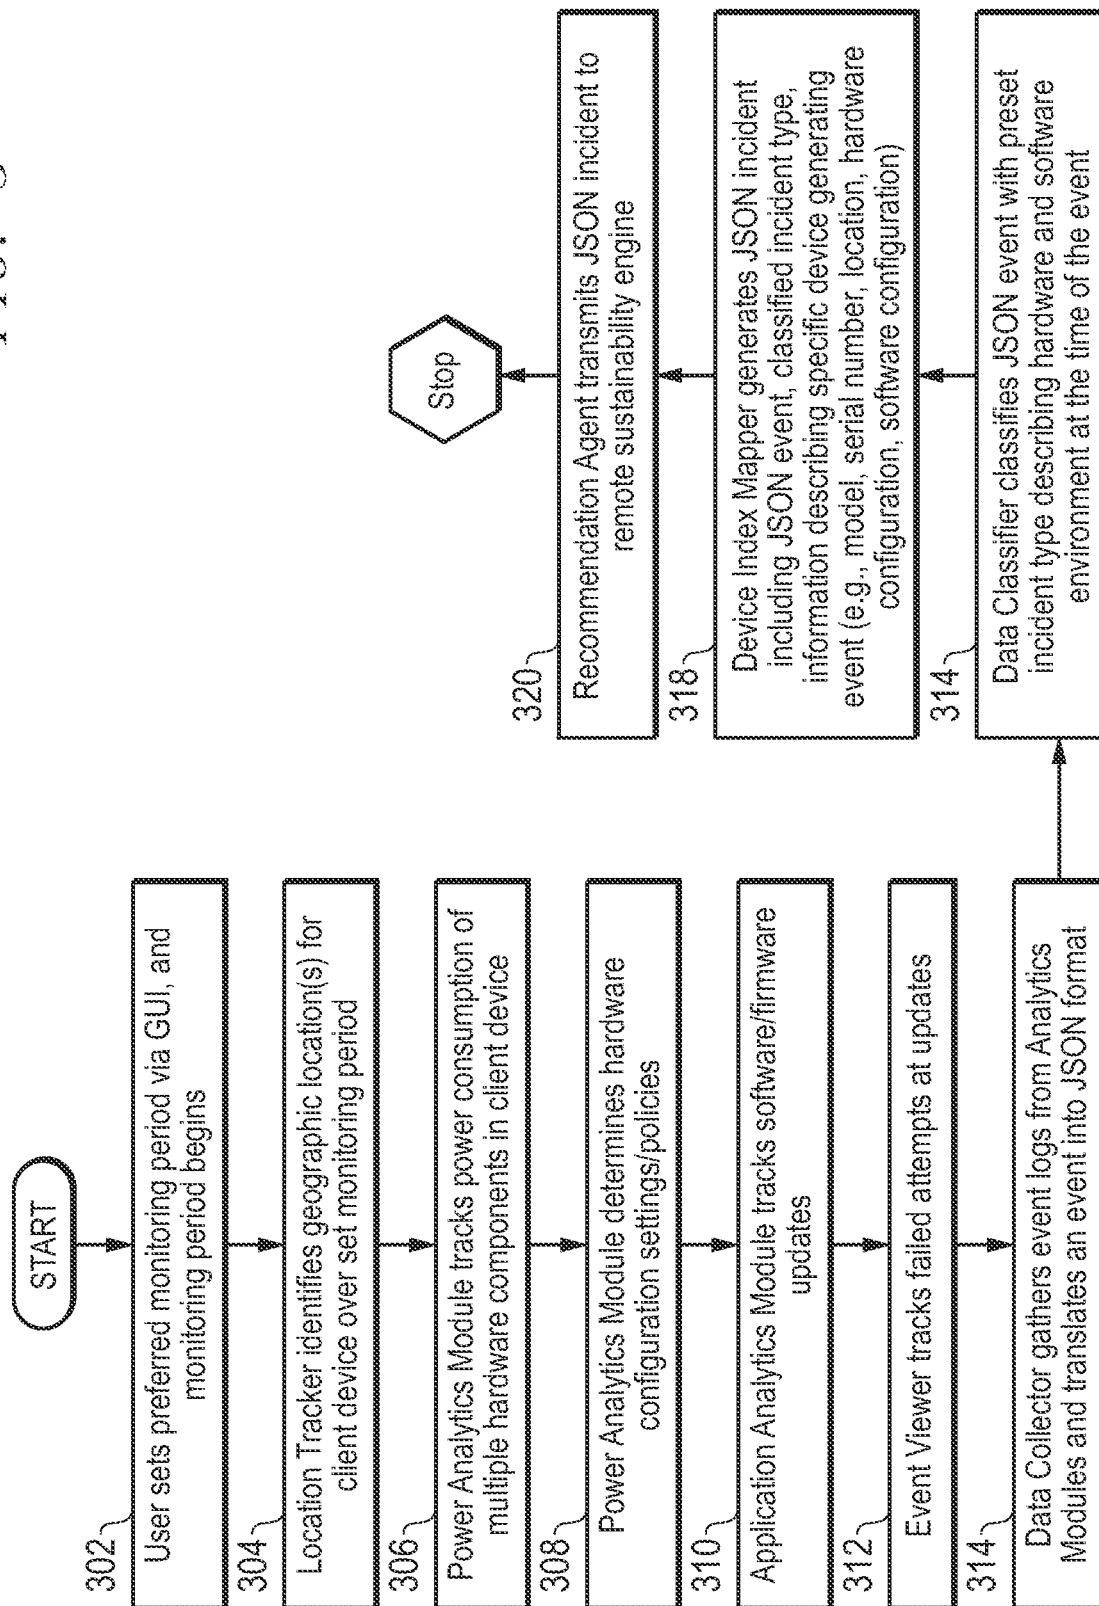 START
302
User sets preferred monitoring period via GUI, and
monitoring period begins
304
Location Tracker identifies geographic location(s) for
client device over set monitoring period
306
Power Analytics Module tracks power consumption of
multiple hardware components in client device
308
Power Analytics Module determines hardware
configuration settings/policies
310
Application Analytics Module tracks software/firmware
updates
312
Event Viewer tracks failed attempts at updates
314
Data Collector gathers event logs from Analytics
Modules and translates an event into JSON format
314
Data Classifier classifies JSON event with preset
incident type describing hardware and software
environment at the time of the event
318
Device Index Mapper generates JSON incident
including JSON event, classified incident type,
information describing specific device generating
event (e.g., model, serial number, location, hardware
configuration, software configuration)
320
Recommendation Agent transmits JSON incident to
remote sustainability engine
Stop